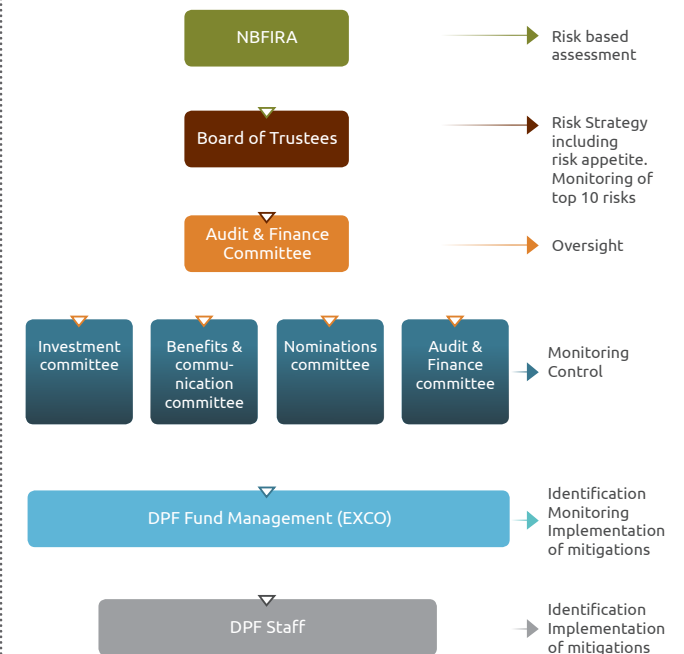 NBFIRA
Risk based
assessment
Board of Trustees
Risk Strategy
including
risk appetite.
Monitoring of
top 10 risks
Audit & Finance
Committee
Oversight
Investment
committee
Benefits &
commu-
nication
committee
Nominations
committee
Audit &
Finance
committee
Monitoring
Control
DPF Fund Management (EXCO)
Identification
Monitoring
Implementation
of mitigations
DPF Staff
Identification
Implementation
of mitigations